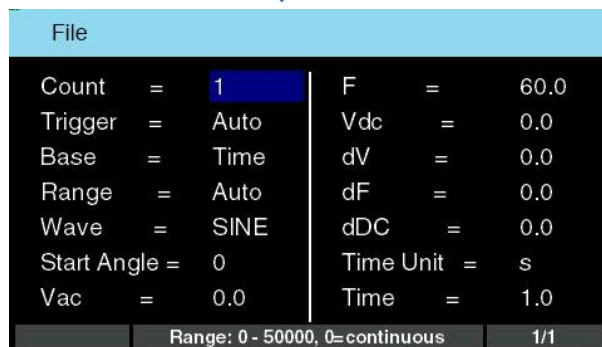 File
Count = 1
Trigger = Auto
Base = Time
Range = Auto
Wave = SINE
Start Angle = 0
Vac = 0.0
F = 60.0
Vdc = 0.0
dV = 0.0
dF = 0.0
dDC = 0.0
Time Unit = s
Time = 1.0
Range: 0 - 50000, 0=continuous
1/1